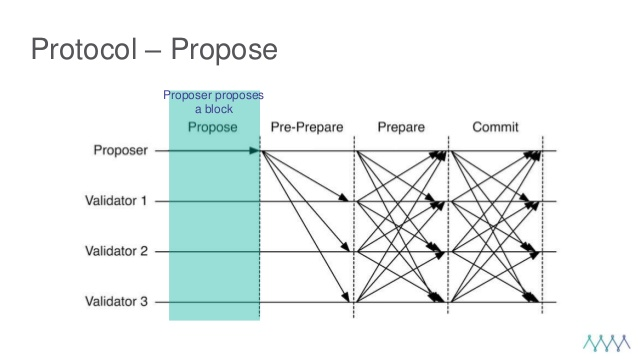 Protocol – Propose
Proposer proposes
a block
Propose
Pre-Prepare
Prepare
Commit
Proposer
Validator 1
Validator 2
Validator 3